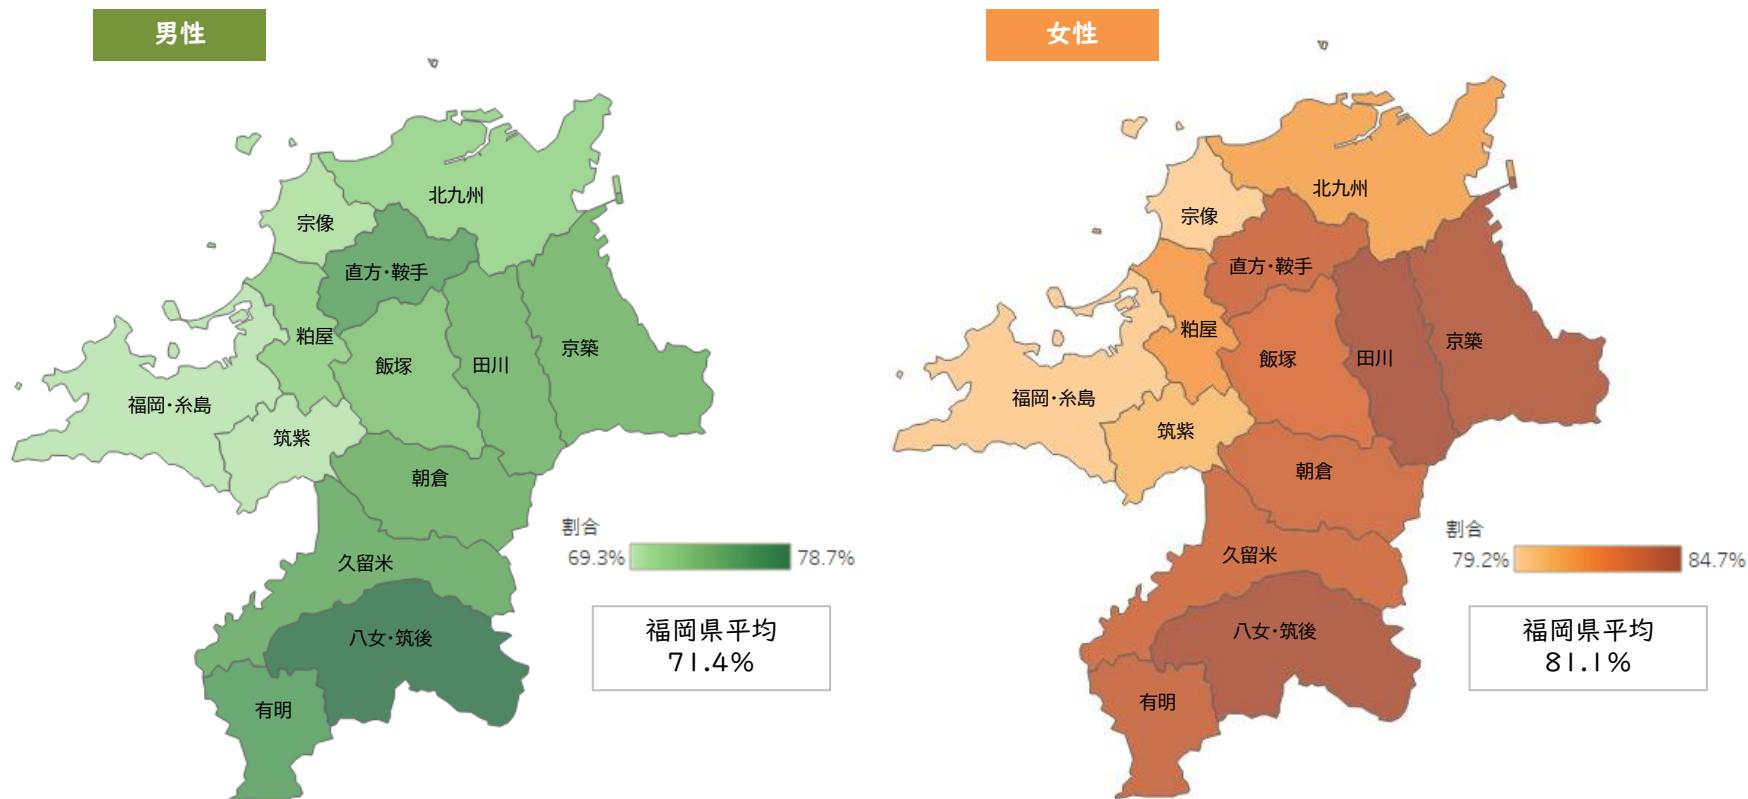 男性
北九州
宗像
直方・鞍手
粕屋
飯塚
田川
京築
福岡・糸島
筑紫
朝倉
久留米
八女・筑後
有明
割合
69.3% 78.7%
福岡県平均
71.4%
女性
北九州
宗像
直方・鞍手
粕屋
飯塚
田川
京築
福岡・糸島
筑紫
朝倉
久留米
八女・筑後
有明
割合
79.2% 84.7%
福岡県平均
81.1%